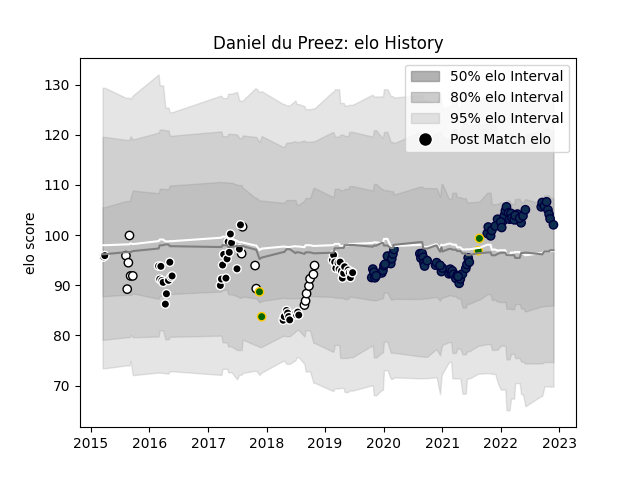 Daniel du Preez: elo History
50% elo Interval
80% elo Interval
95% elo Interval
Post Match elo
elo score
130
120
110
100
90
80
70
2015 2016 2017 2018 2019 2020 2021 2022 2023